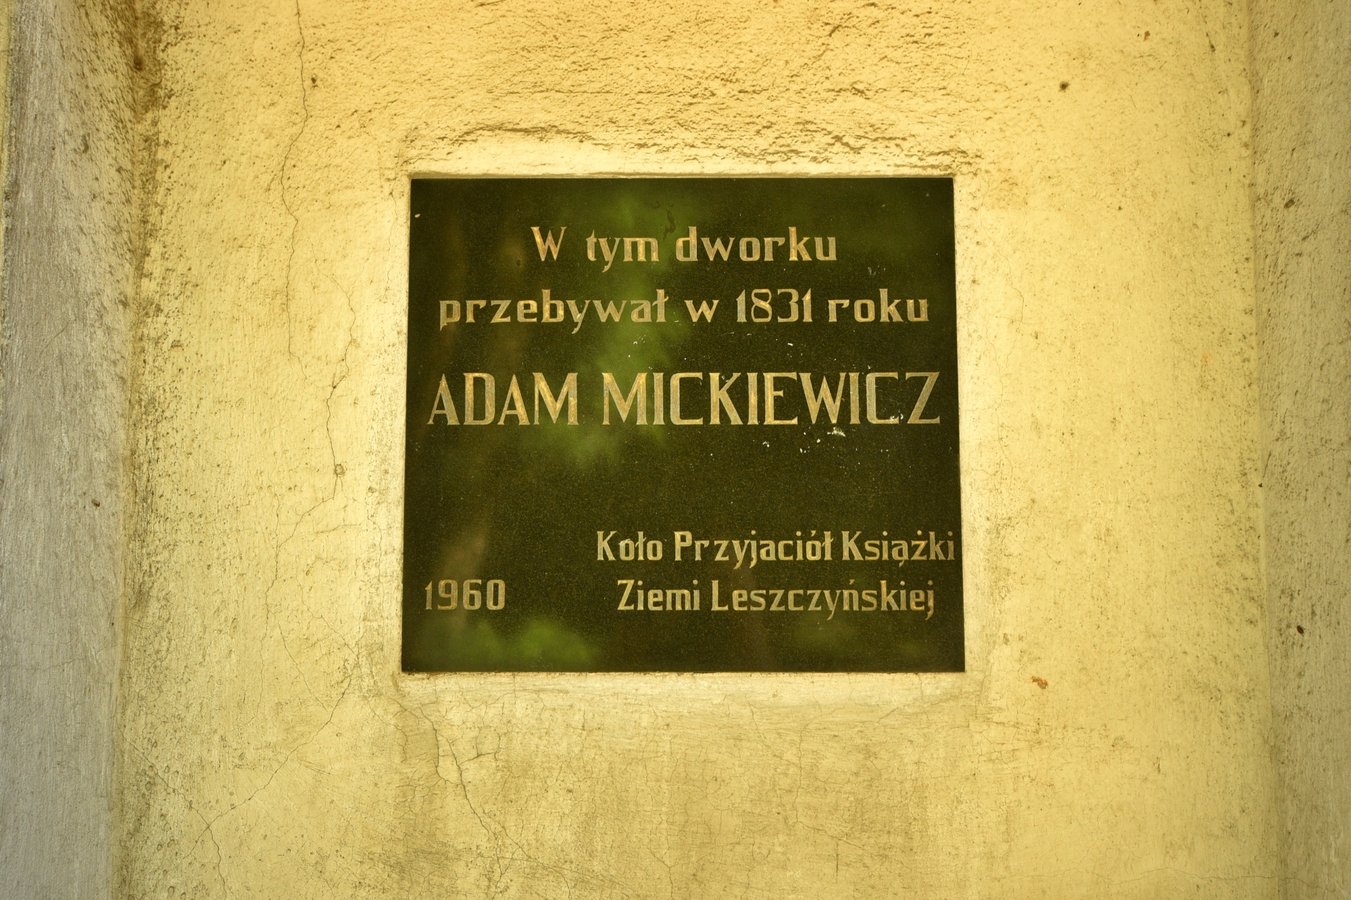 W tym dworku
przebywał w 1831 roku
ADAM MICKIEWICZ
Koło Przyjaciół Książki
1960 Ziemi Leszczyńskiej